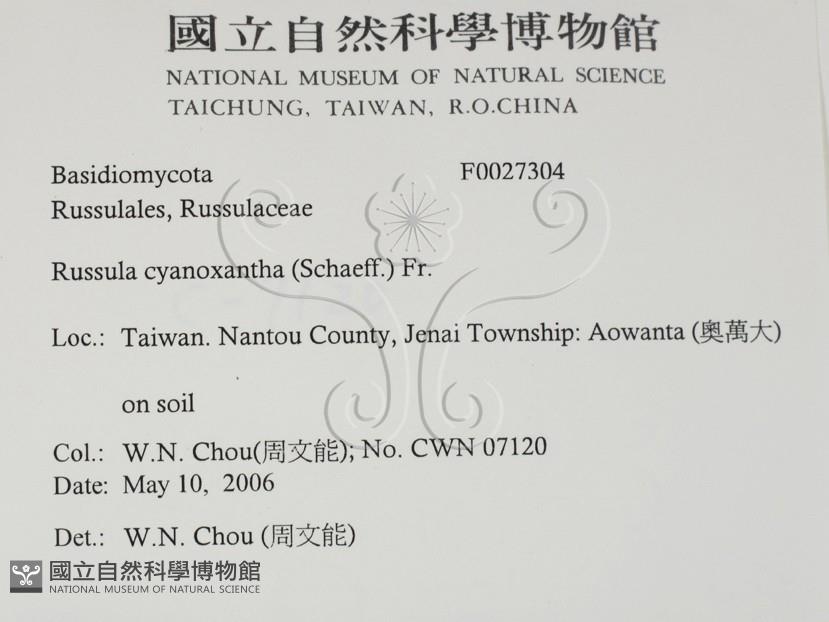 國立自然科學博物館
NATIONAL MUSEUM OF NATURAL SCIENCE
TAICHUNG, TAIWAN, R.O.CHINA
Basidiomycota F0027304
Russulales, Russulaceae
Russula cyanoxantha (Schaeff.) Fr.
Loc.: Taiwan. Nantou County, Jenai Township: Aowanta (奧萬大)
on soil
Col.: W.N. Chou(周文能); No. CWN 07120
Date: May 10, 2006
Det.: W.N. Chou (周文能)
國立自然科學博物館
NATIONAL MUSEUM OF NATURAL SCIENCE